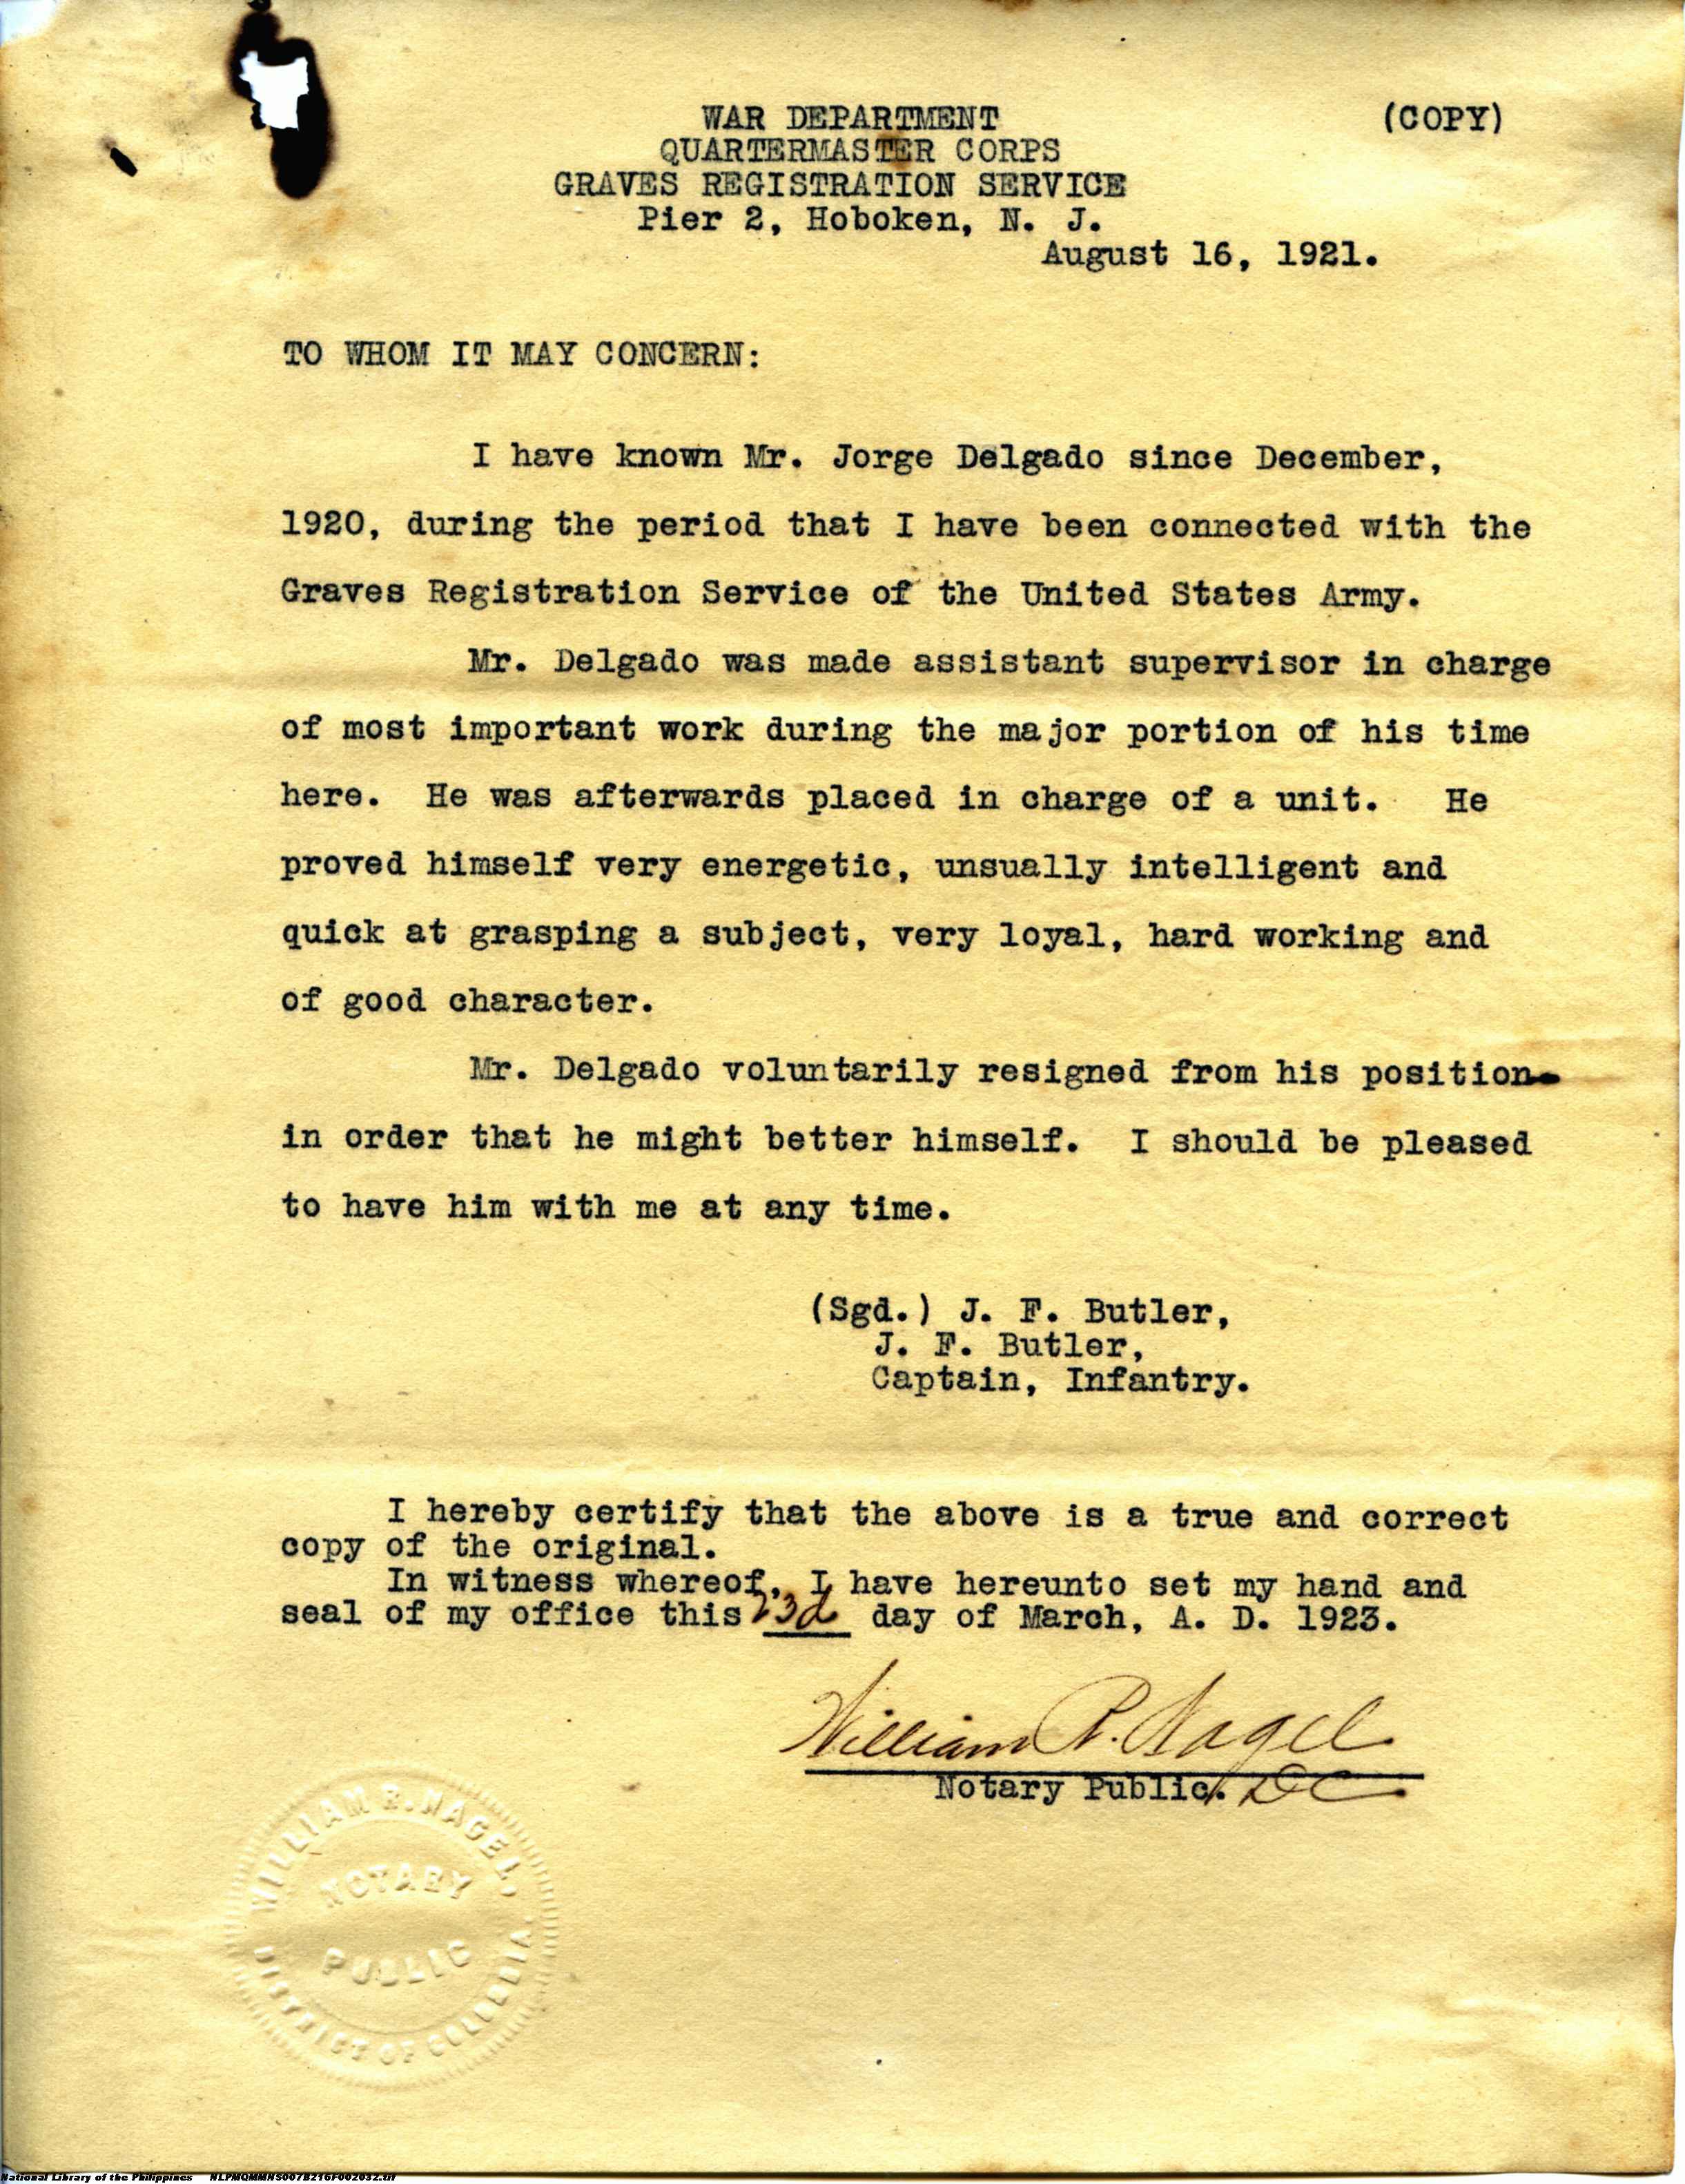 WAR DEPARTMENT
(COPY)
QUARTERMASTER CORPS
GRAVES REGISTRATION SERVICE
Pier 2, Hoboken, N. J.
August 16, 1921.
TO WHOM IT MAY CONCERN:
I have known Mr. Jorge Delgado since December,
1920, during the period that I have been connected with the
Graves Registration Service of the United States Army.
Mr. Delgado was made assistant supervisor in charge
of most important work during the major portion of his time
here. He was afterwards placed in charge of a unit. He
proved himself very energetic, unsually intelligent and
quick at grasping a subject, very loyal, hard working and
of good character.
Mr. Delgado voluntarily resigned from his position
in order that he might better himself. I should be pleased
to have him with me at any time.
(Sgd.) J. F. Butler,
J. F. Butler,
Captain, Infantry.
I hereby certify that the above is a true and correct
copy of the original.
In witness whereof, I have hereunto set my hand and
seal of my office this 23d day of March, A. D. 1923.
William R. Nagel
Notary Public. DC
WILLIAM R. NAGEL.
NOTARY
PUBLIC
DISTRICT OF COLUMBIA.
National Library of the Philippines NLPMQMMNS007B216F002032.tif